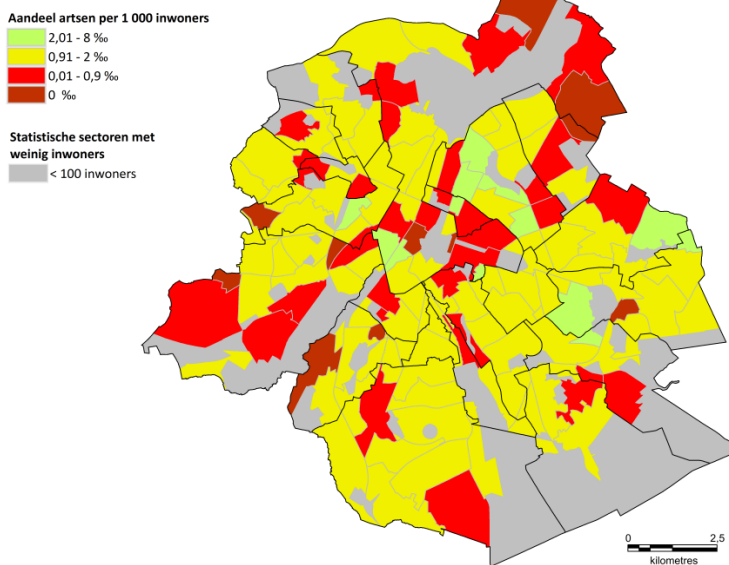 Aandeel artsen per 1 000 inwoners
2,01 - 8 ‰
0,91 - 2 ‰
0,01 - 0,9 ‰
0 ‰
Statistische sectoren met
weinig inwoners
< 100 inwoners
0 2,5
kilometres